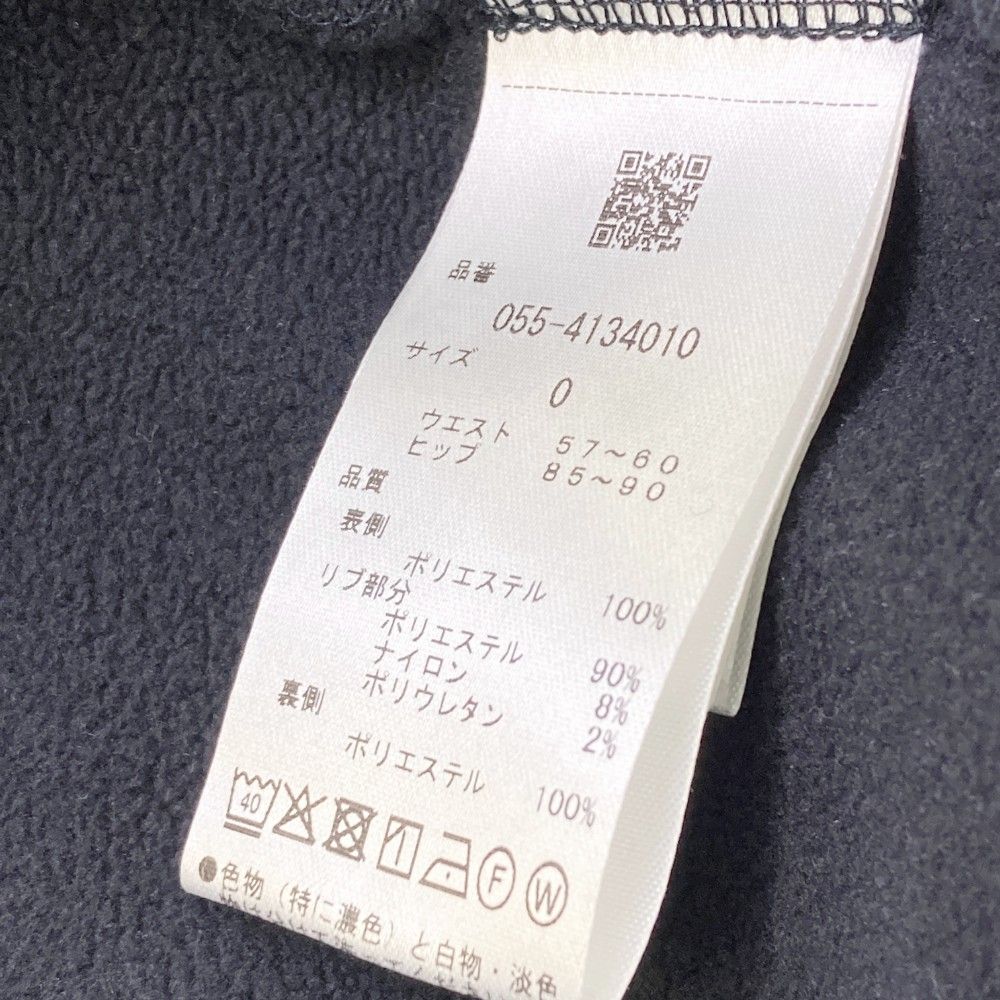 品番
055-4134010
サイズ
0
ウエスト 57～60
ヒップ 85～90
品質
表側
ポリエステル 100%
リブ部分
ポリエステル 90%
ナイロン 8%
ポリウレタン 2%
裏側
ポリエステル 100%
40 F W
●色物（特に濃色）と白物・淡色